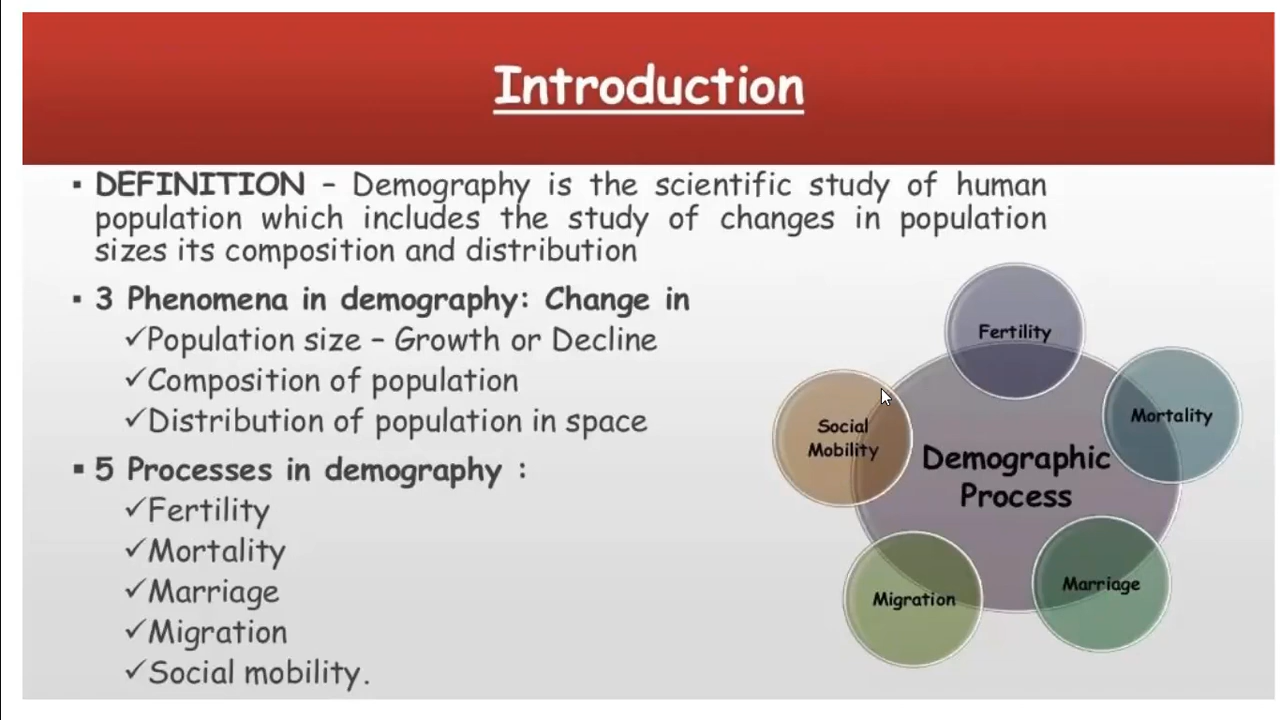 Introduction
▪ DEFINITION – Demography is the scientific study of human
population which includes the study of changes in population
sizes its composition and distribution
▪ 3 Phenomena in demography: Change in
✓Population size – Growth or Decline
✓Composition of population
✓Distribution of population in space
▪ 5 Processes in demography :
✓Fertility
✓Mortality
✓Marriage
✓Migration
✓Social mobility.
Fertility
Mortality
Social
Mobility
Demographic
Process
Marriage
Migration